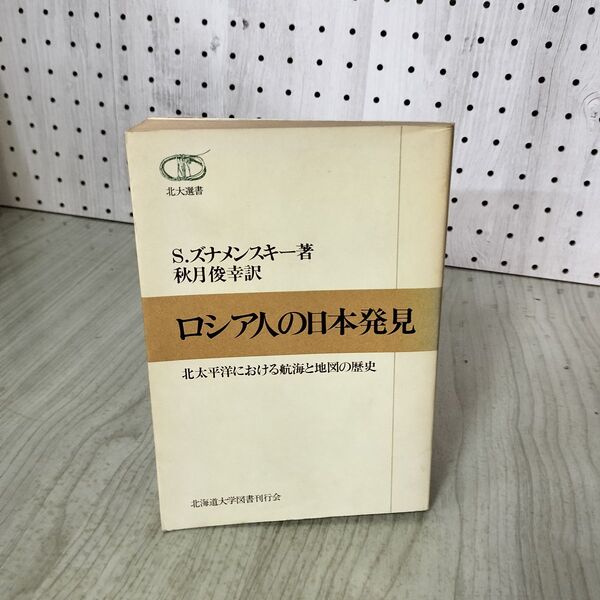 北大選書
S.ズナメンスキー著
秋月俊幸訳
ロシア人の日本発見
北太平洋における航海と地図の歴史
北海道大学図書刊行会